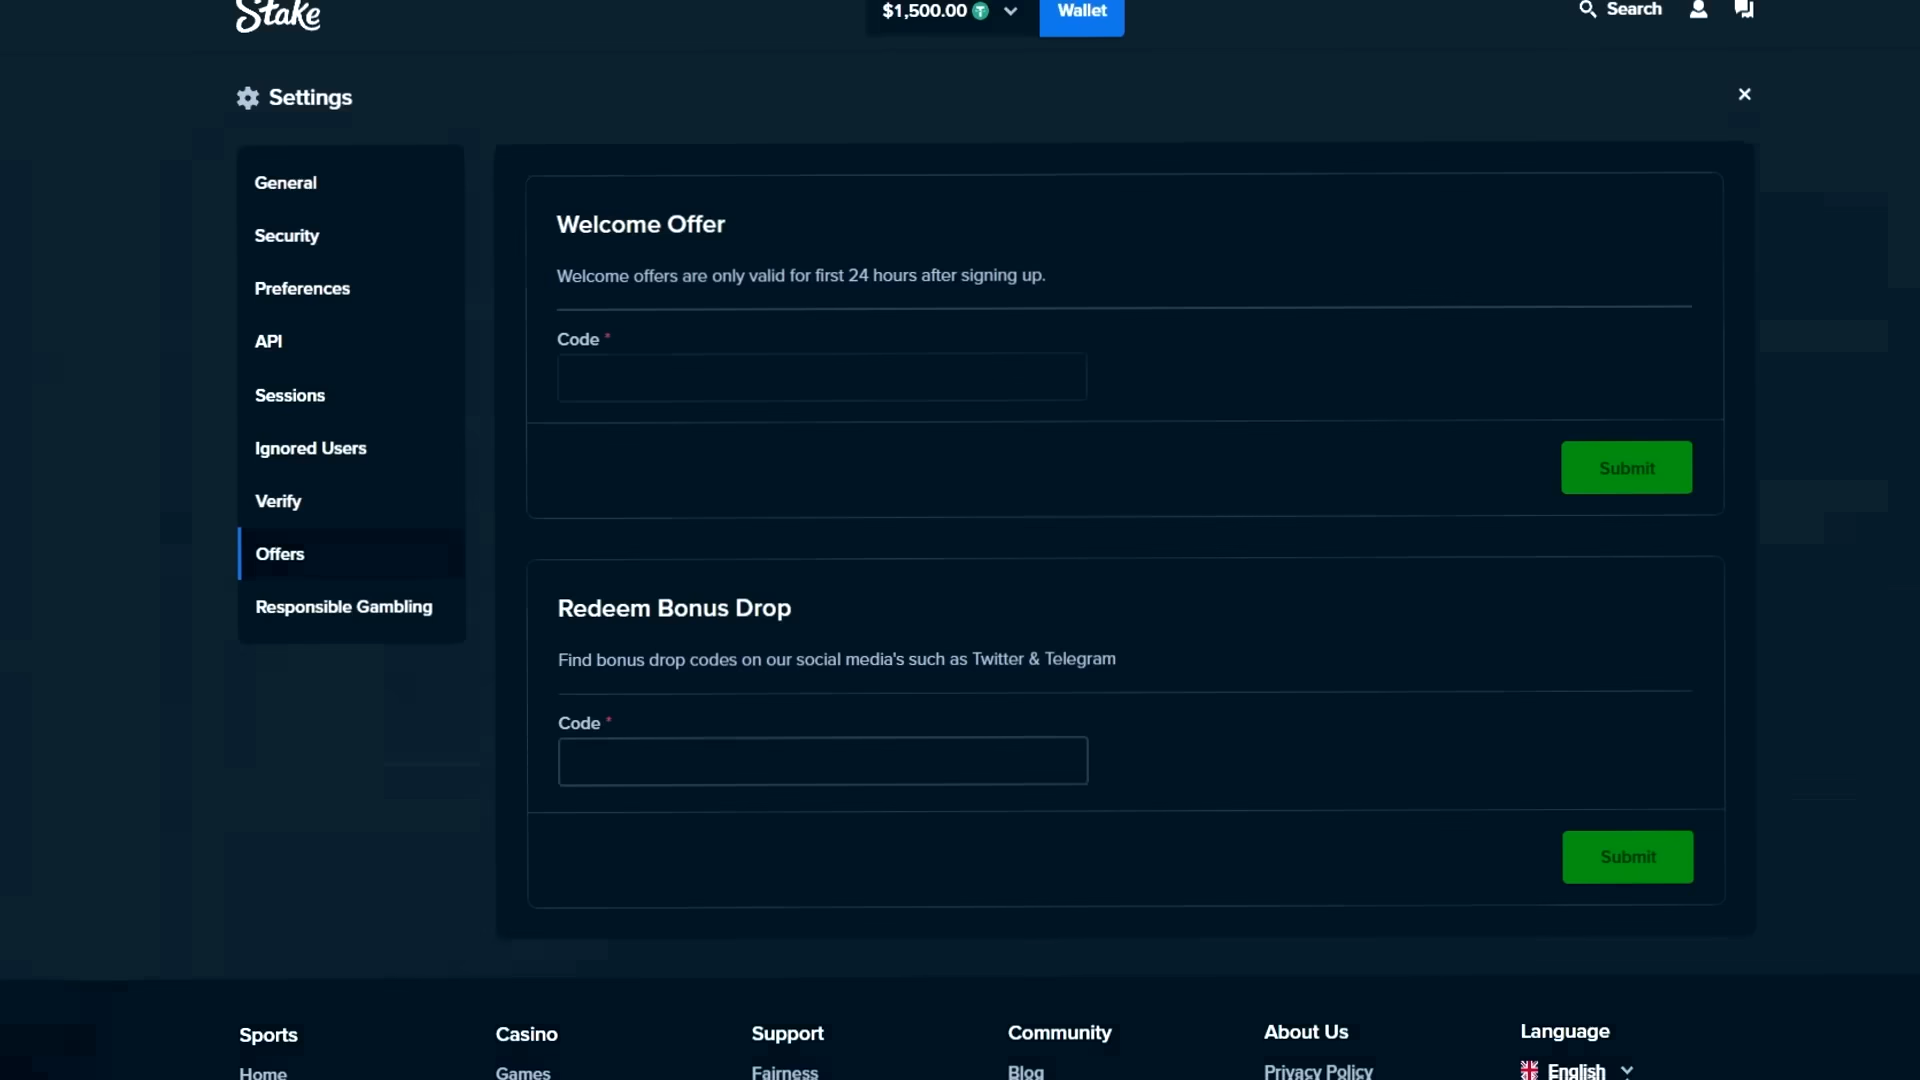 Stake
$1,500.00
Wallet
Search
Settings
General
Security
Preferences
API
Sessions
Ignored Users
Verify
Offers
Responsible Gambling
Welcome Offer
Welcome offers are only valid for first 24 hours after signing up.
Code *
Submit
Redeem Bonus Drop
Find bonus drop codes on our social media's such as Twitter & Telegram
Code *
Submit
Sports
Casino
Support
Community
About Us
Language
Home
Games
Fairness
Blog
Privacy Policy
English